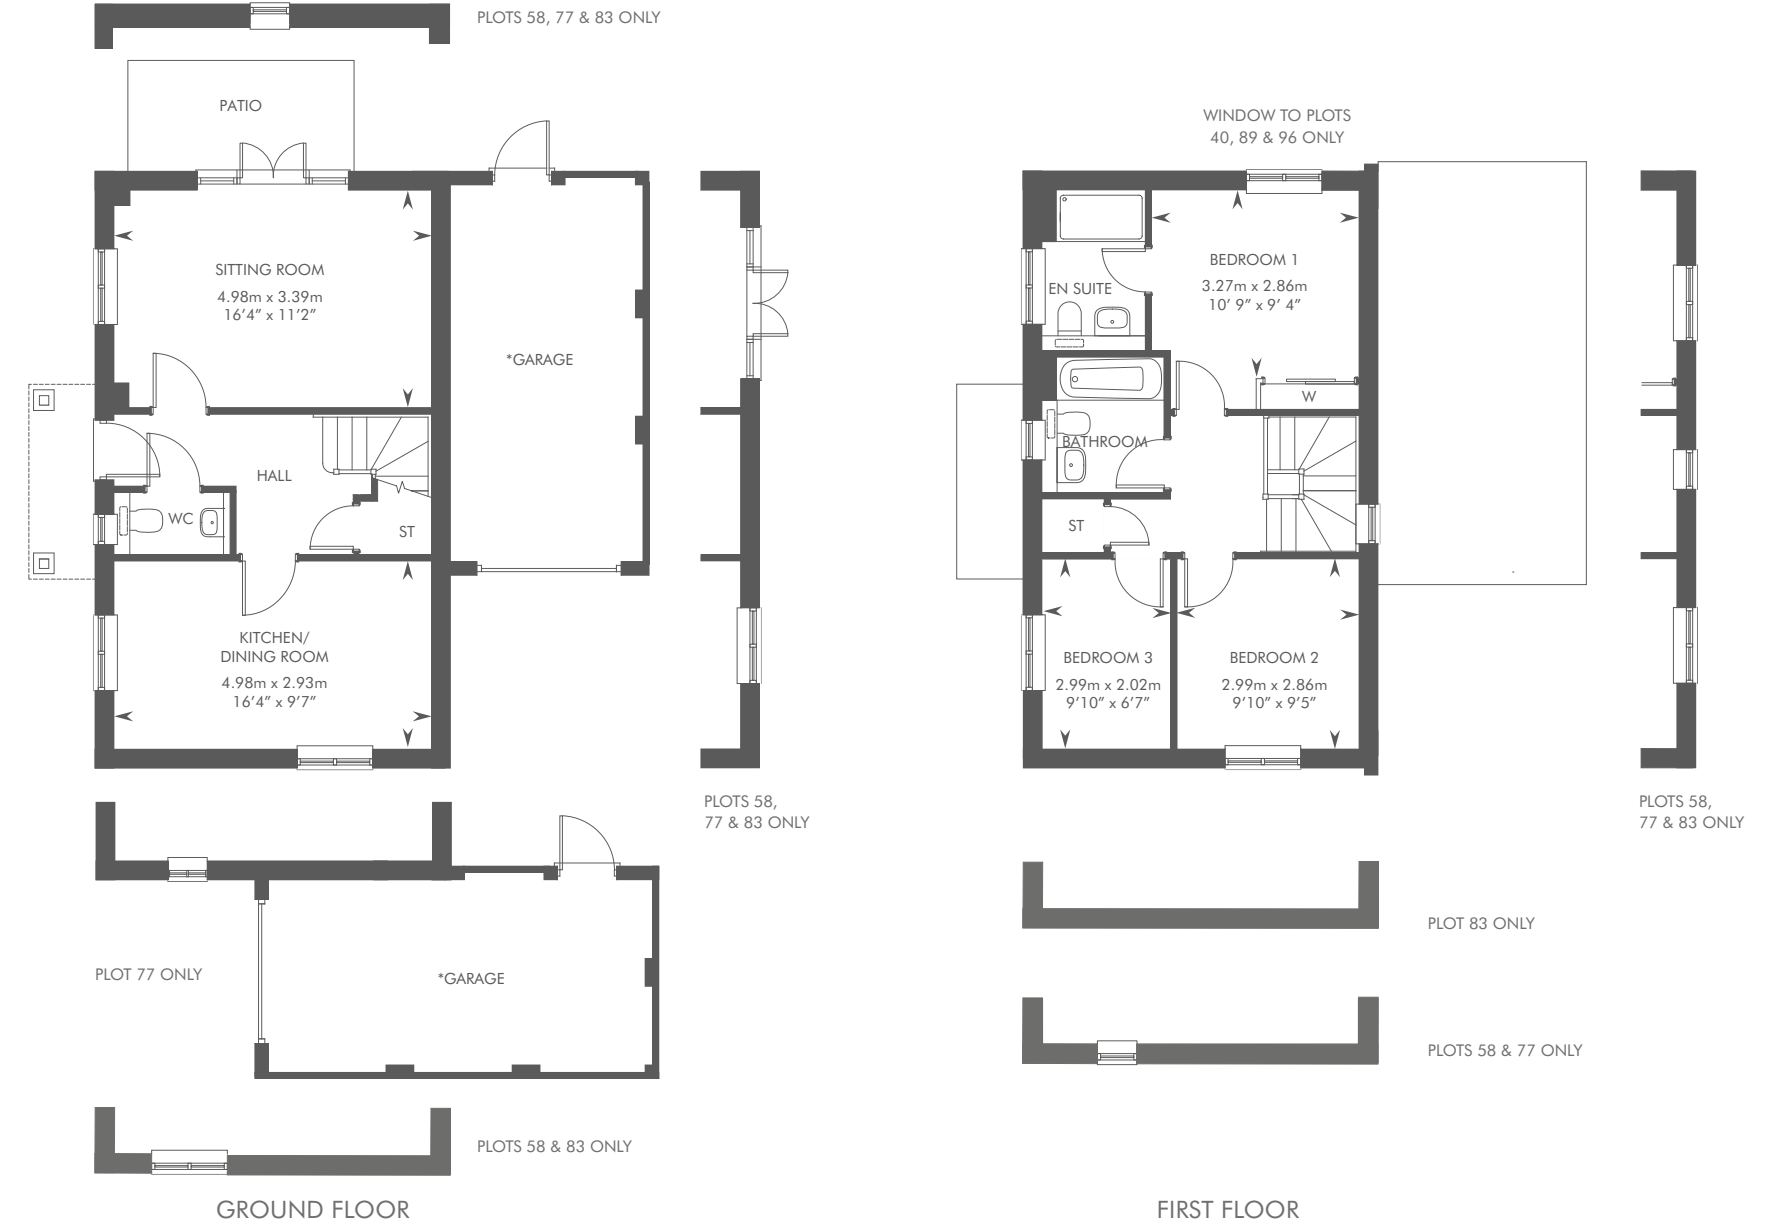 PLOTS 58, 77 & 83 ONLY
PATIO
SITTING ROOM
4.98m x 3.39m
16’4” x 11’2”
*GARAGE
HALL
WC
ST
KITCHEN/
DINING ROOM
4.98m x 2.93m
16’4” x 9’7”
PLOTS 58,
77 & 83 ONLY
PLOT 77 ONLY
*GARAGE
PLOTS 58 & 83 ONLY
GROUND FLOOR
WINDOW TO PLOTS
40, 89 & 96 ONLY
BEDROOM 1
3.27m x 2.86m
10’ 9” x 9’ 4”
EN SUITE
W
BATHROOM
ST
BEDROOM 3
2.99m x 2.02m
9’10” x 6’7”
BEDROOM 2
2.99m x 2.86m
9’10” x 9’5”
PLOTS 58,
77 & 83 ONLY
PLOT 83 ONLY
PLOTS 58 & 77 ONLY
FIRST FLOOR